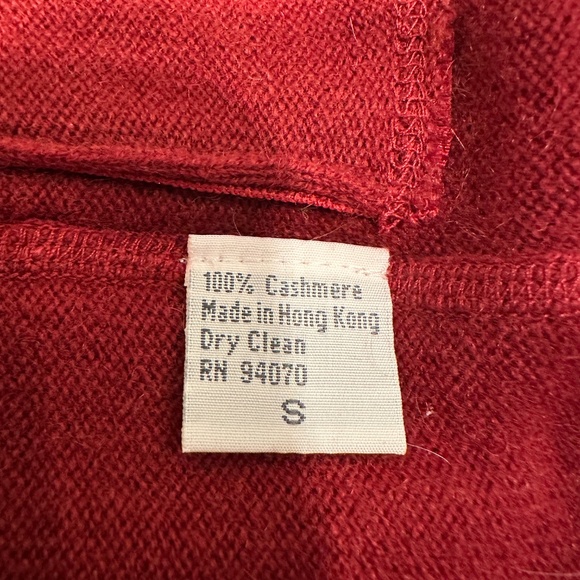 100% Cashmere
Made in Hong Kong
Dry Clean
RN 94070
S